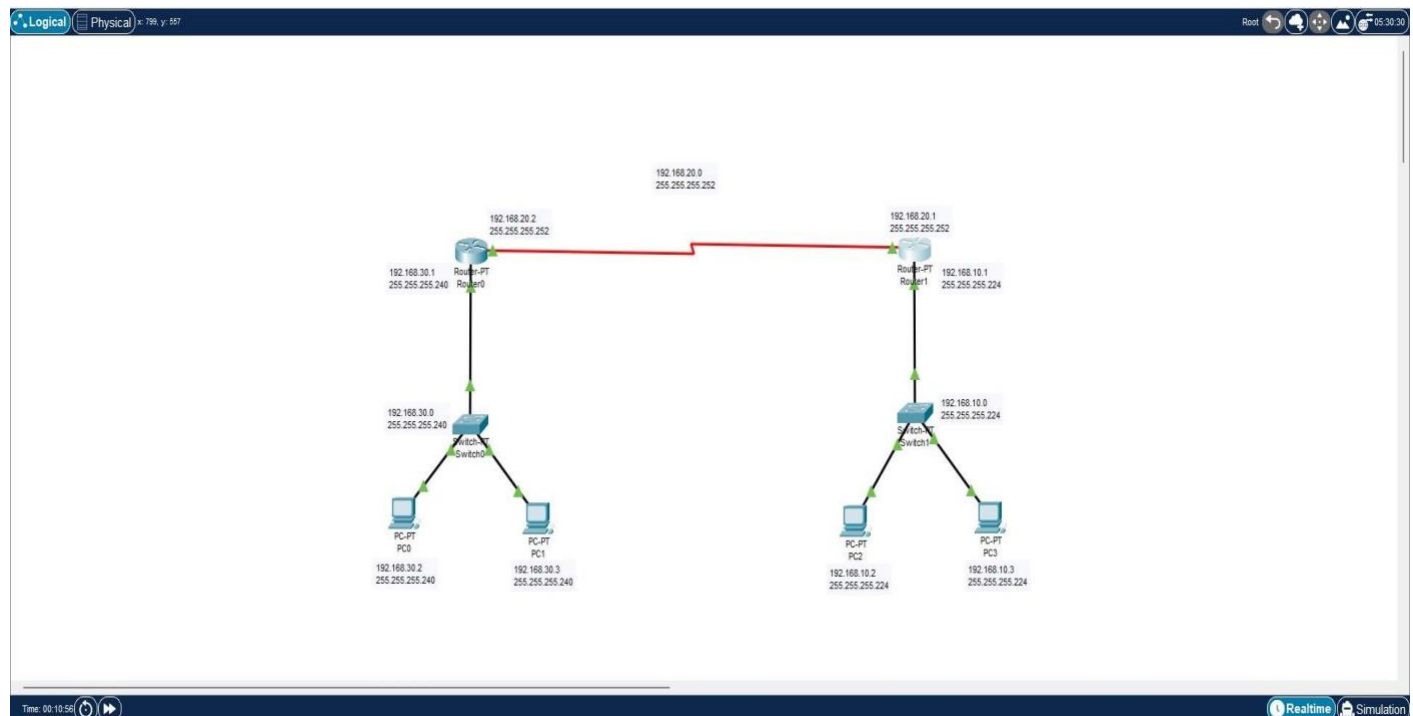 Logical Physical x: 799, y: 557 Root 05:30:30
192.168.20.0
255.255.255.252
192.168.20.2
255.255.255.252
192.168.20.1
255.255.255.252
192.168.30.1
255.255.255.240
Router-PT
Router0
Router-PT
Router1
192.168.10.1
255.255.255.224
192.168.30.0
255.255.255.240
Switch-PT
Switch0
192.168.10.0
255.255.255.224
Switch-PT
Switch1
PC-PT
PC0
PC-PT
PC1
PC-PT
PC2
PC-PT
PC3
192.168.30.2
255.255.255.240
192.168.30.3
255.255.255.240
192.168.10.2
255.255.255.224
192.168.10.3
255.255.255.224
Time: 00:10:56 Realtime Simulation